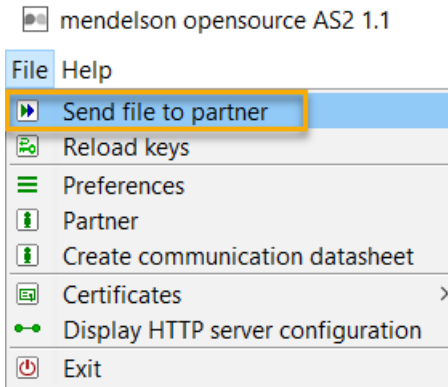 mendelson opensource AS2 1.1
File Help
Send file to partner
Reload keys
Preferences
Partner
Create communication datasheet
Certificates
Display HTTP server configuration
Exit